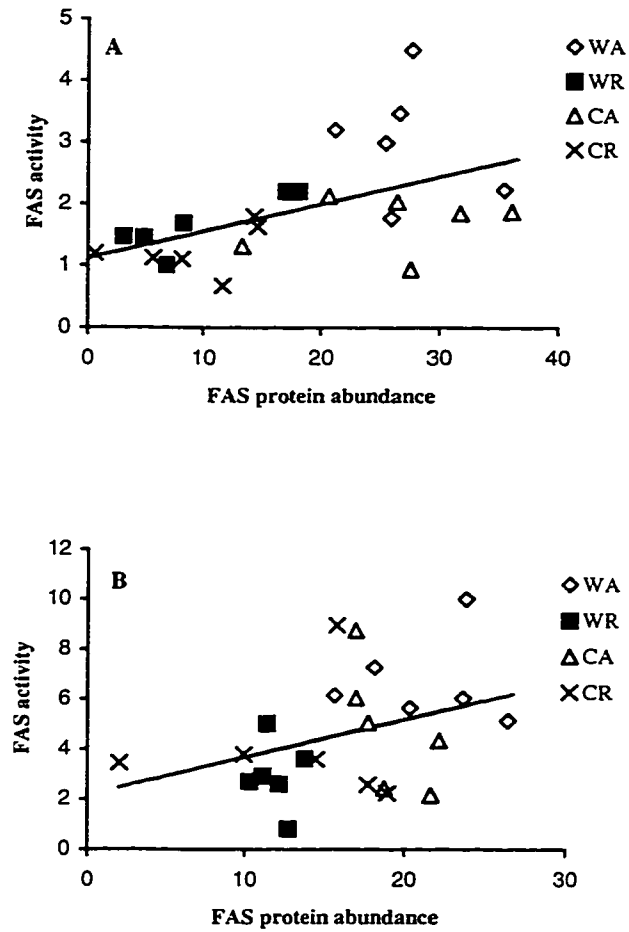 5
A
4
3
2
1
0
FAS activity
0 10 20 30 40
FAS protein abundance
WA
WR
CA
CR
12
B
10
8
6
4
2
0
FAS activity
0 10 20 30
FAS protein abundance
WA
WR
CA
CR